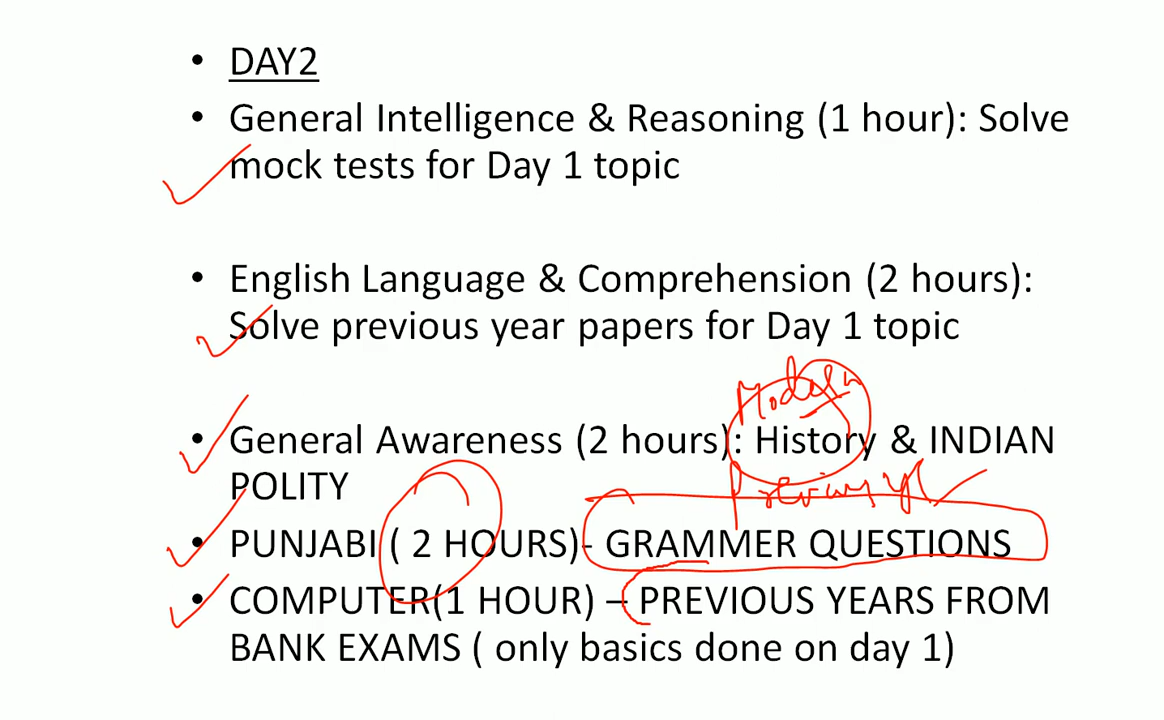 • DAY2
• General Intelligence & Reasoning (1 hour): Solve
mock tests for Day 1 topic
• English Language & Comprehension (2 hours):
Solve previous year papers for Day 1 topic
Modern
• General Awareness (2 hours): History & INDIAN
POLITY
• PUNJABI ( 2 HOURS)- GRAMMER QUESTIONS
• COMPUTER(1 HOUR) – PREVIOUS YEARS FROM
BANK EXAMS ( only basics done on day 1)